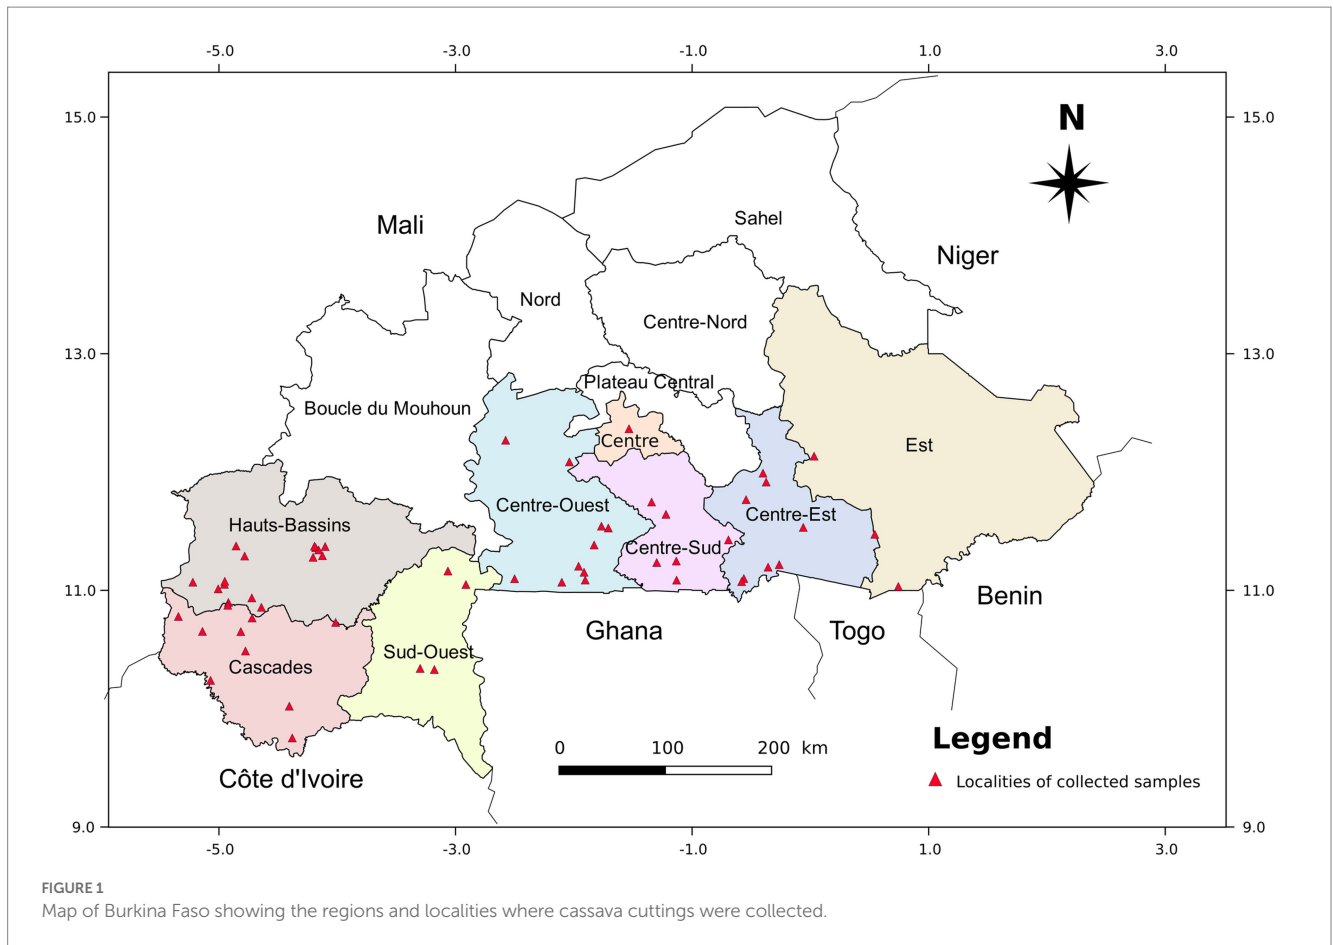 -5.0 -3.0 -1.0 1.0 3.0
15.0 15.0
N
Sahel
Mali
Niger
Nord
Centre-Nord
13.0 13.0
Plateau Central
Boucle du Mouhoun
Centre
Est
Centre-Ouest
Centre-Est
Hauts-Bassins
Centre-Sud
11.0 11.0
Benin
Ghana
Togo
Sud-Ouest
Cascades
Legend
0 100 200 km
Côte d'Ivoire
Localities of collected samples
9.0 9.0
-5.0 -3.0 -1.0 1.0 3.0
FIGURE 1
Map of Burkina Faso showing the regions and localities where cassava cuttings were collected.